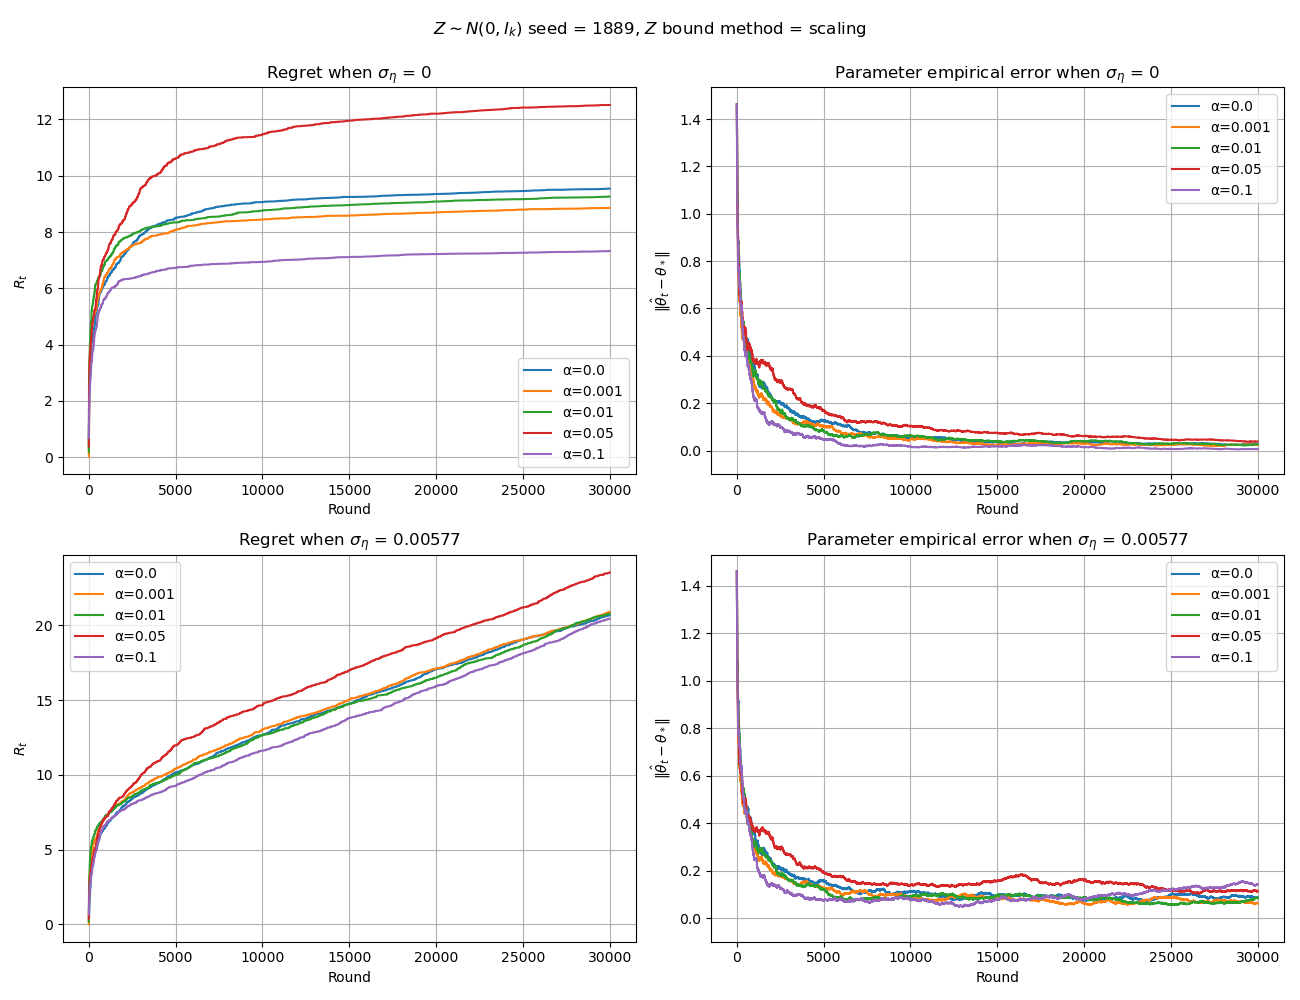 Z ~ N(0, I_k) seed = 1889, Z bound method = scaling
Regret when σ_η = 0
R_t
12
10
8
6
4
2
0
0 5000 10000 15000 20000 25000 30000
Round
α=0.0
α=0.001
α=0.01
α=0.05
α=0.1
Parameter empirical error when σ_η = 0
‖θ̂_t − θ_*‖
1.4
1.2
1.0
0.8
0.6
0.4
0.2
0.0
0 5000 10000 15000 20000 25000 30000
Round
α=0.0
α=0.001
α=0.01
α=0.05
α=0.1
Regret when σ_η = 0.00577
R_t
20
15
10
5
0
0 5000 10000 15000 20000 25000 30000
Round
α=0.0
α=0.001
α=0.01
α=0.05
α=0.1
Parameter empirical error when σ_η = 0.00577
‖θ̂_t − θ_*‖
1.4
1.2
1.0
0.8
0.6
0.4
0.2
0.0
0 5000 10000 15000 20000 25000 30000
Round
α=0.0
α=0.001
α=0.01
α=0.05
α=0.1